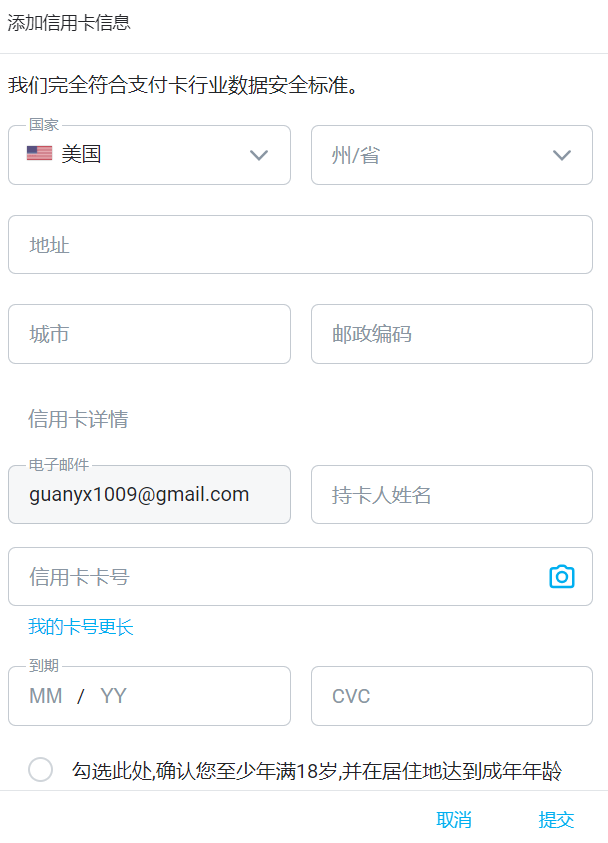 添加信用卡信息
我们完全符合支付卡行业数据安全标准。
国家
美国
州/省
地址
城市
邮政编码
信用卡详情
电子邮件
guanyx1009@gmail.com
持卡人姓名
信用卡卡号
我的卡号更长
到期
MM / YY
CVC
勾选此处,确认您至少年满18岁,并在居住地达到成年年龄
取消
提交